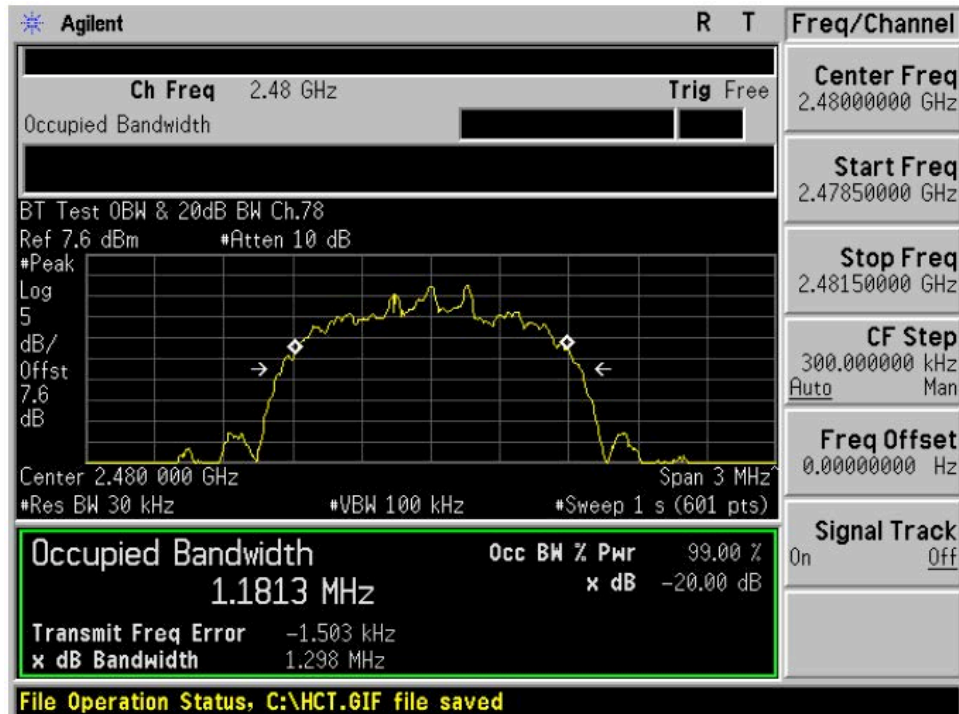 Agilent R T Freq/Channel
Ch Freq 2.48 GHz Trig Free
Occupied Bandwidth
Center Freq
2.48000000 GHz
Start Freq
2.47850000 GHz
BT Test OBW & 20dB BW Ch.78
Ref 7.6 dBm #Atten 10 dB
#Peak
Log
5
dB/
Offst
7.6
dB
Stop Freq
2.48150000 GHz
CF Step
300.000000 kHz
Auto Man
Freq Offset
0.00000000 Hz
Center 2.480 000 GHz Span 3 MHz^
#Res BW 30 kHz #VBW 100 kHz #Sweep 1 s (601 pts)
Signal Track
On Off
Occupied Bandwidth
1.1813 MHz
Occ BW % Pwr 99.00 %
x dB -20.00 dB
Transmit Freq Error -1.503 kHz
x dB Bandwidth 1.298 MHz
File Operation Status, C:\HCT.GIF file saved